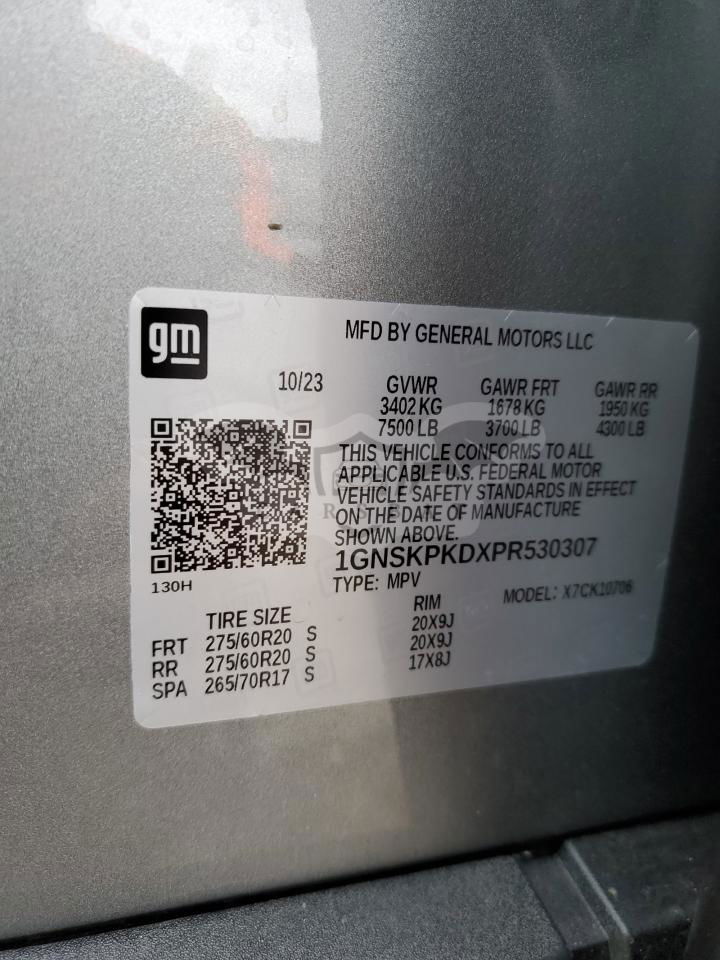 gm
MFD BY GENERAL MOTORS LLC
10/23 GVWR GAWR FRT GAWR RR
3402 KG 1678 KG 1950 KG
7500 LB 3700 LB 4300 LB
THIS VEHICLE CONFORMS TO ALL
APPLICABLE U.S. FEDERAL MOTOR
VEHICLE SAFETY STANDARDS IN EFFECT
ON THE DATE OF MANUFACTURE
SHOWN ABOVE.
1GNSKPKDXPR530307
130H
TYPE: MPV MODEL: X7CK10706
TIRE SIZE RIM
FRT 275/60R20 S 20X9J
RR 275/60R20 S 20X9J
SPA 265/70R17 S 17X8J